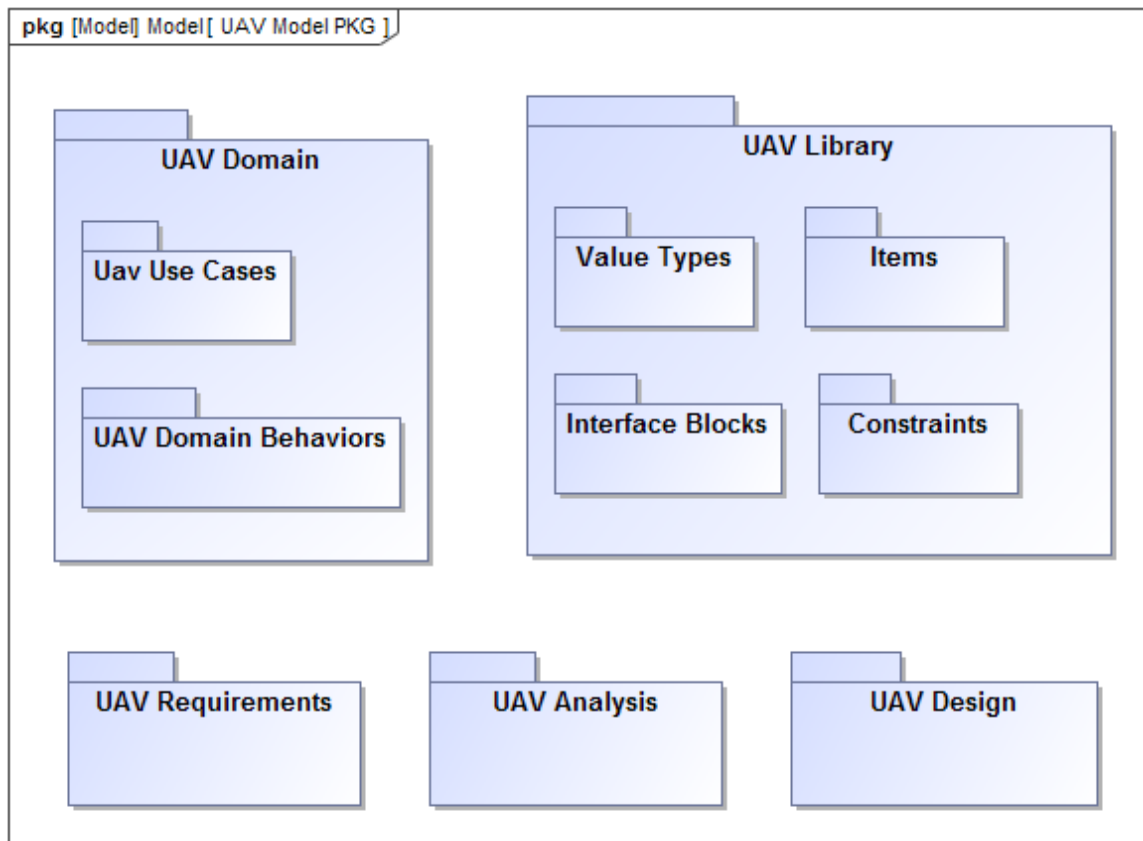 pkg [Model] Model[ UAV Model PKG ]
UAV Domain
Uav Use Cases
UAV Domain Behaviors
UAV Library
Value Types
Items
Interface Blocks
Constraints
UAV Requirements
UAV Analysis
UAV Design